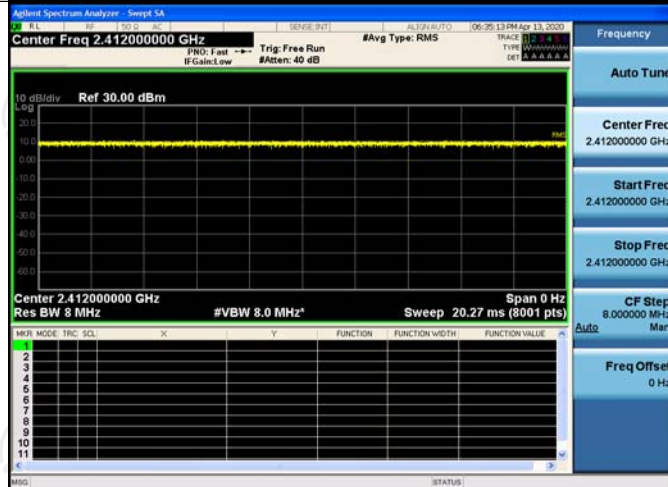 Agilent Spectrum Analyzer - Swept SA
RL RF 50 Ω AC SENSE:INT ALIGN AUTO 06:35:13 PM Apr 13, 2020
Center Freq 2.412000000 GHz
#Avg Type: RMS
TRACE 1 2 3 4 5 6
PNO: Fast Trig: Free Run
TYPE
IFGain:Low #Atten: 40 dB
DET A A A A A A
10 dB/div Ref 30.00 dBm
Log
20.0
10.0
RMS
0.00
-10.0
-20.0
-30.0
-40.0
-50.0
-60.0
Center 2.412000000 GHz Span 0 Hz
Res BW 8 MHz #VBW 8.0 MHz* Sweep 20.27 ms (8001 pts)
MKR MODE TRC SCL X Y FUNCTION FUNCTION WIDTH FUNCTION VALUE
1
2
3
4
5
6
7
8
9
10
11
MSG STATUS
Frequency
Auto Tune
Center Freq
2.412000000 GHz
Start Freq
2.412000000 GHz
Stop Freq
2.412000000 GHz
CF Step
8.000000 MHz
Auto Man
Freq Offset
0 Hz